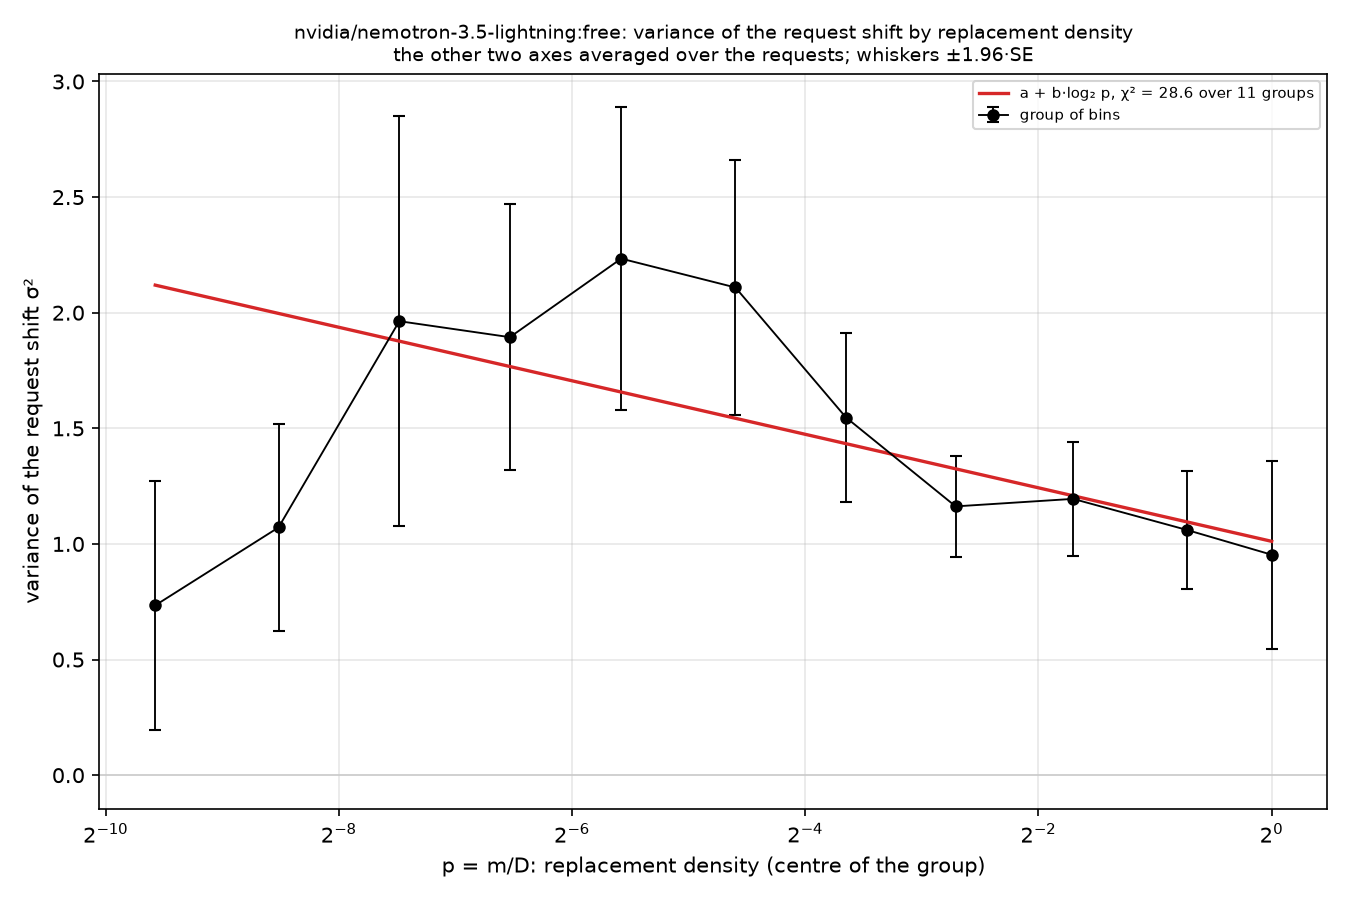 nvidia/nemotron-3.5-lightning:free: variance of the request shift by replacement density
the other two axes averaged over the requests; whiskers ±1.96·SE
a + b·log₂ p, χ² = 28.6 over 11 groups
group of bins
variance of the request shift σ²
3.0
2.5
2.0
1.5
1.0
0.5
0.0
2⁻¹⁰ 2⁻⁸ 2⁻⁶ 2⁻⁴ 2⁻² 2⁰
p = m/D: replacement density (centre of the group)